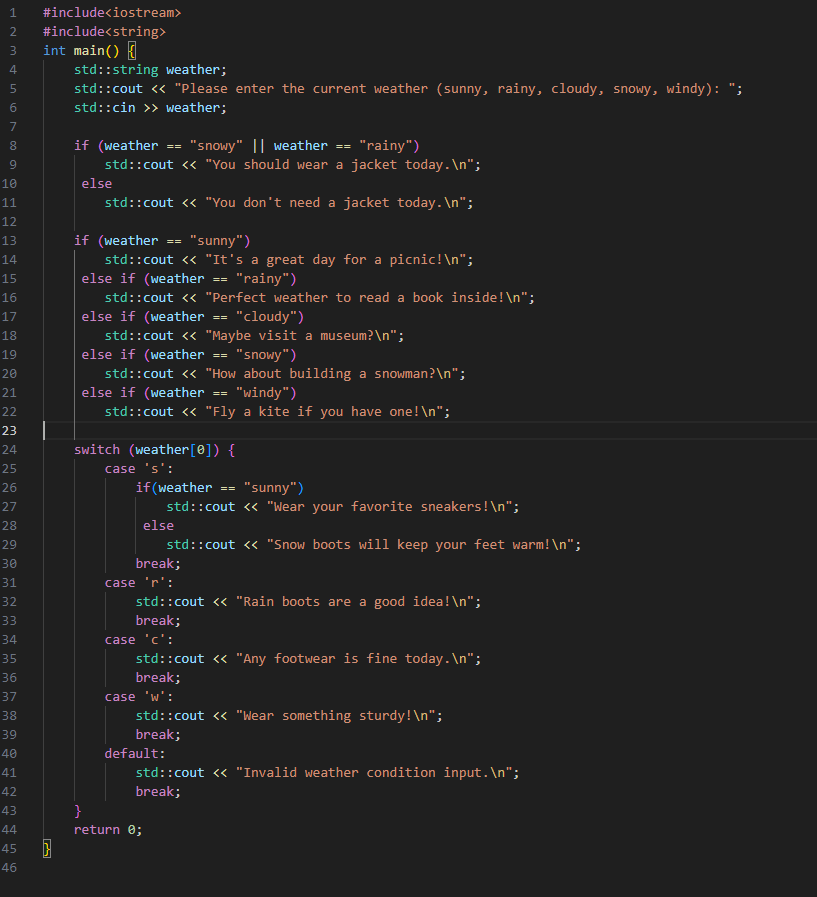 1 #include<iostream>
2 #include<string>
3 int main() {
4     std::string weather;
5     std::cout << "Please enter the current weather (sunny, rainy, cloudy, snowy, windy): ";
6     std::cin >> weather;
7
8     if (weather == "snowy" || weather == "rainy")
9         std::cout << "You should wear a jacket today.\n";
10      else
11         std::cout << "You don't need a jacket today.\n";
12
13     if (weather == "sunny")
14         std::cout << "It's a great day for a picnic!\n";
15      else if (weather == "rainy")
16         std::cout << "Perfect weather to read a book inside!\n";
17      else if (weather == "cloudy")
18         std::cout << "Maybe visit a museum?\n";
19      else if (weather == "snowy")
20         std::cout << "How about building a snowman?\n";
21      else if (weather == "windy")
22         std::cout << "Fly a kite if you have one!\n";
23
24     switch (weather[0]) {
25         case 's':
26             if(weather == "sunny")
27                 std::cout << "Wear your favorite sneakers!\n";
28              else
29                 std::cout << "Snow boots will keep your feet warm!\n";
30             break;
31         case 'r':
32             std::cout << "Rain boots are a good idea!\n";
33             break;
34         case 'c':
35             std::cout << "Any footwear is fine today.\n";
36             break;
37         case 'w':
38             std::cout << "Wear something sturdy!\n";
39             break;
40         default:
41             std::cout << "Invalid weather condition input.\n";
42             break;
43     }
44     return 0;
45 }
46